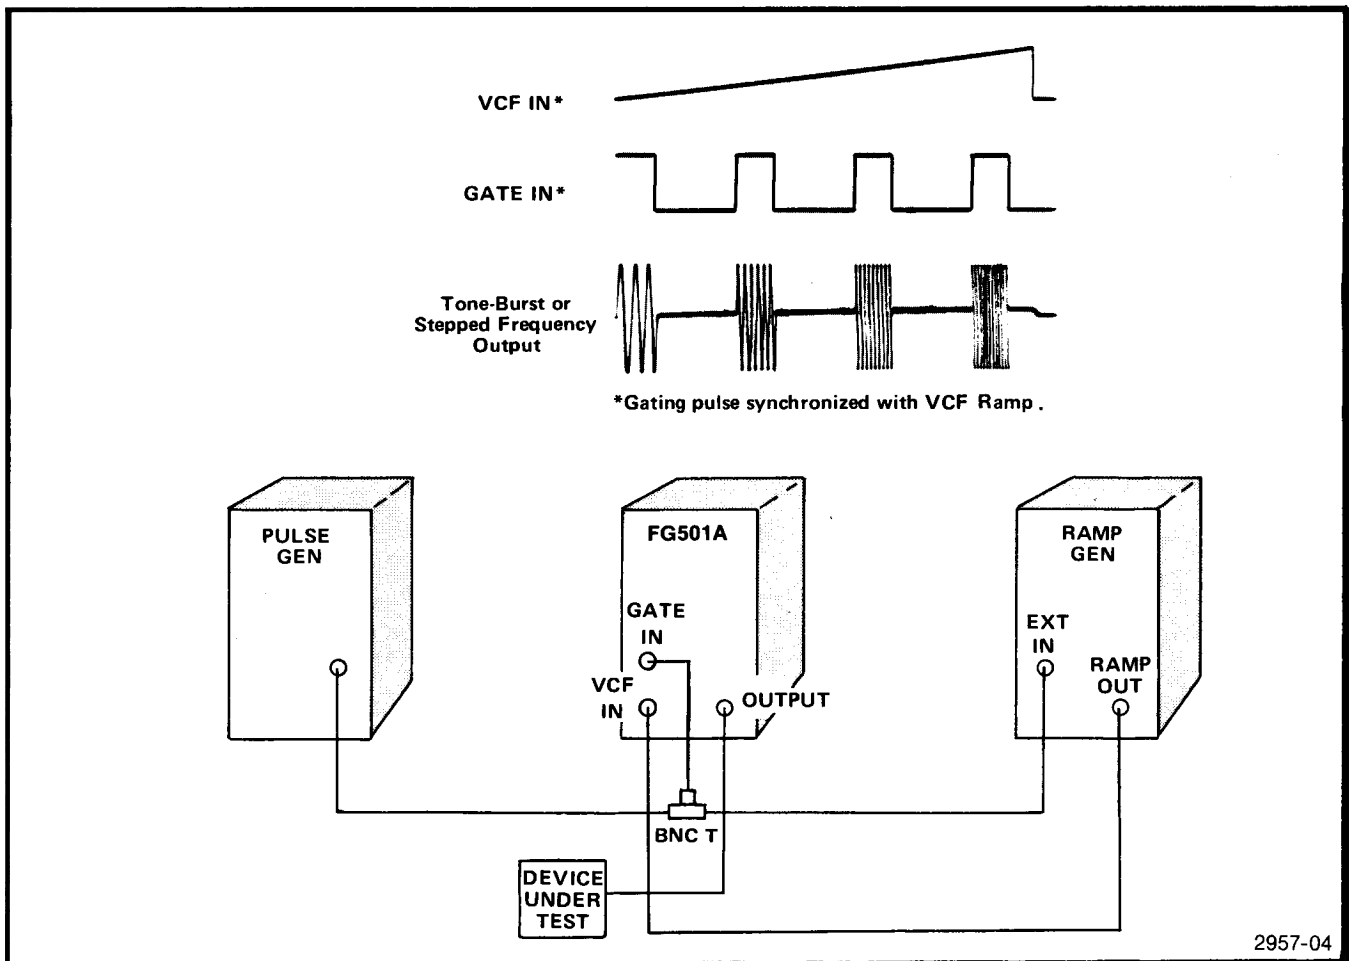 VCF IN*
GATE IN*
Tone-Burst or
Stepped Frequency
Output
*Gating pulse synchronized with VCF Ramp.
PULSE
GEN
FG501A
GATE
IN
VCF
IN
OUTPUT
RAMP
GEN
EXT
IN
RAMP
OUT
BNC T
DEVICE
UNDER
TEST
2957-04